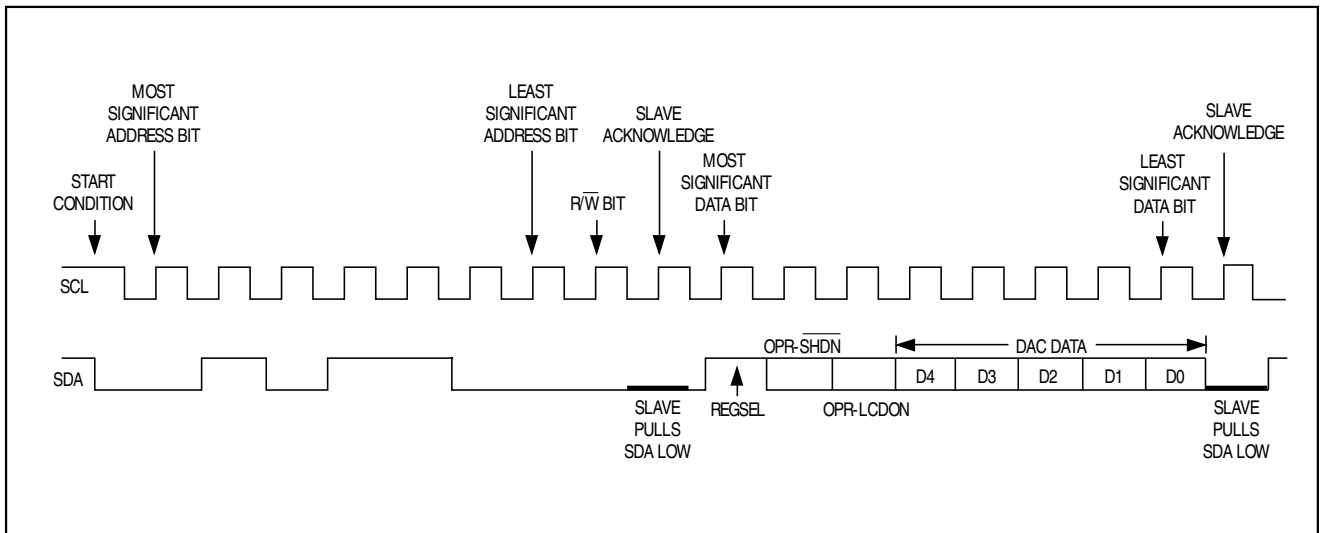 MOST
SIGNIFICANT
ADDRESS BIT
LEAST
SIGNIFICANT
ADDRESS BIT
SLAVE
ACKNOWLEDGE
SLAVE
ACKNOWLEDGE
START
CONDITION
R/W̅ BIT
MOST
SIGNIFICANT
DATA BIT
LEAST
SIGNIFICANT
DATA BIT
SCL
SDA
OPR-S̅H̅D̅N̅
DAC DATA
D4 D3 D2 D1 D0
SLAVE
PULLS
SDA LOW
REGSEL
OPR-LCDON
SLAVE
PULLS
SDA LOW